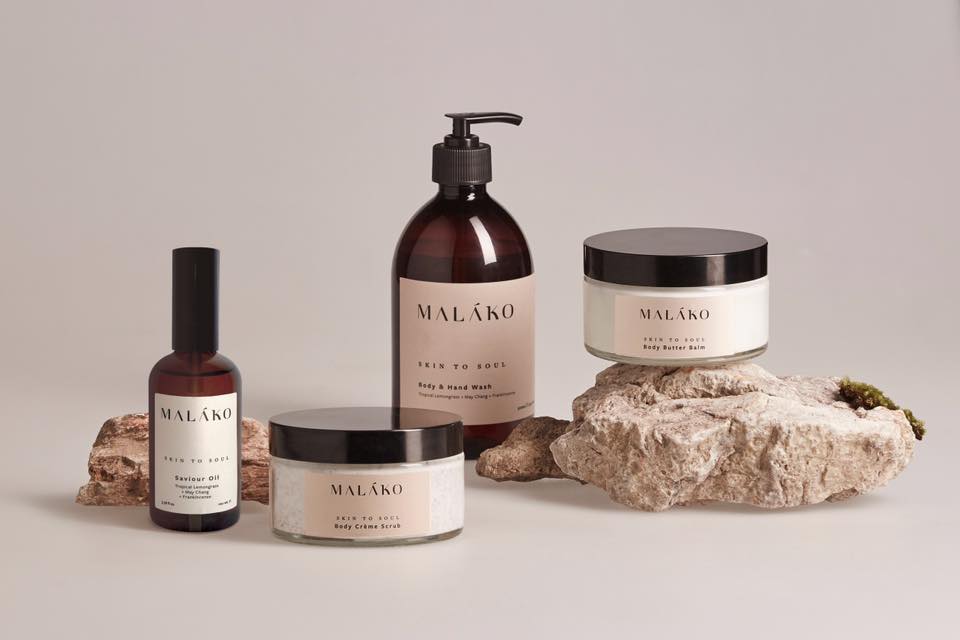 MALÁKO
SKIN TO SOUL
Saviour Oil
Tropical Lemongrass
+ May Chang
+ Frankincense
MALÁKO
SKIN TO SOUL
Body Crème Scrub
MALÁKO
SKIN TO SOUL
Body & Hand Wash
Tropical Lemongrass + May Chang + Frankincense
MALÁKO
SKIN TO SOUL
Body Butter Balm